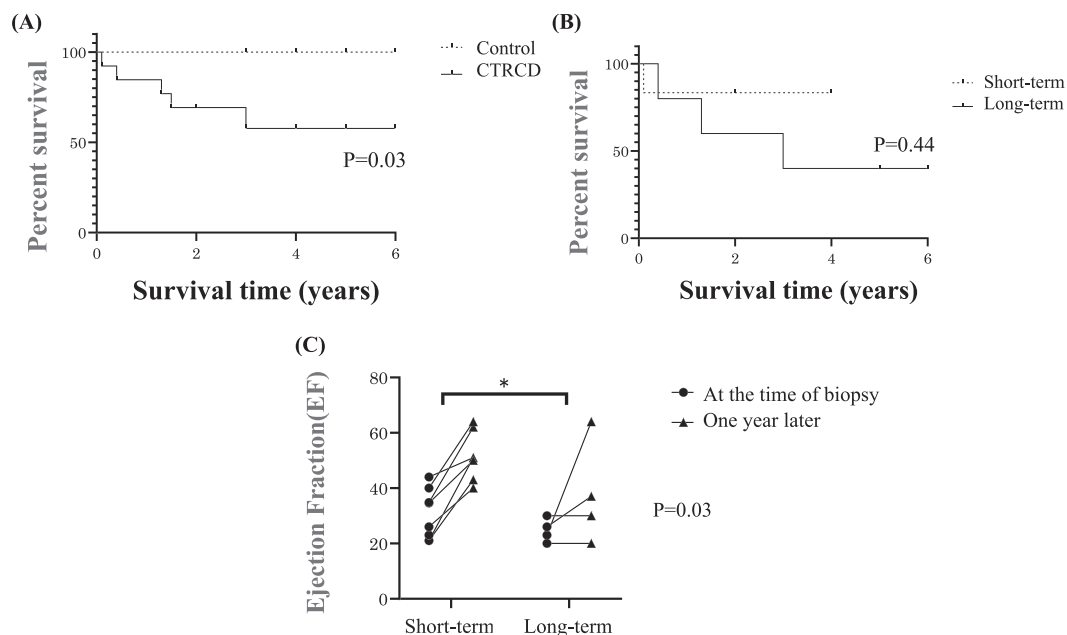 (A)
Percent survival
100
50
0
0 2 4 6
Survival time (years)
Control
CTRCD
P=0.03
(B)
Percent survival
100
50
0
0 2 4 6
Survival time (years)
Short-term
Long-term
P=0.44
(C)
Ejection Fraction(EF)
80
60
40
20
0
*
Short-term Long-term
At the time of biopsy
One year later
P=0.03